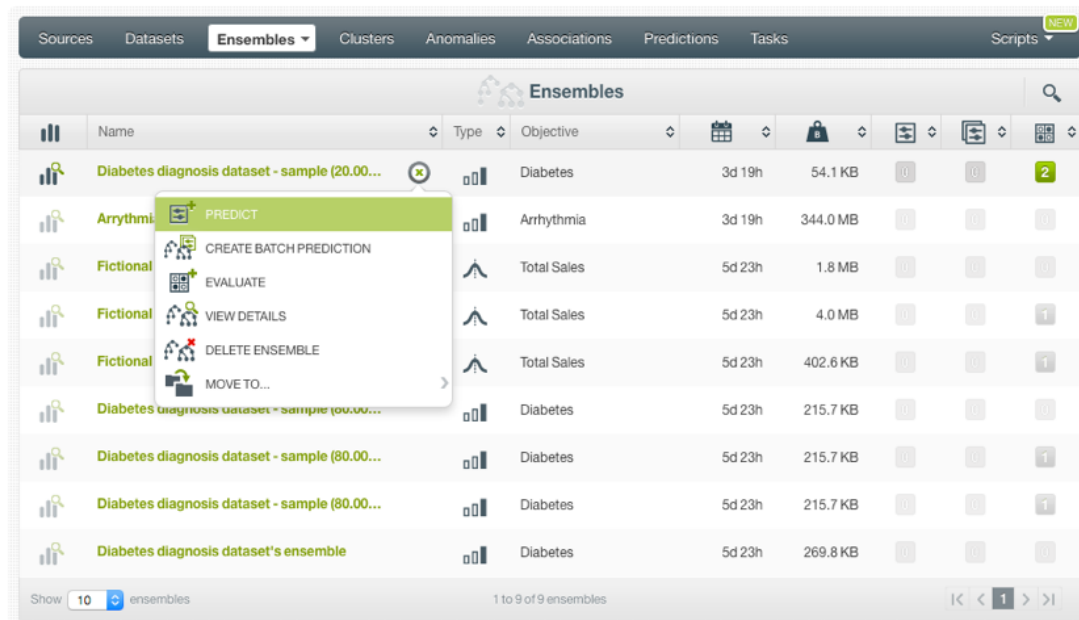 NEW
Sources Datasets Ensembles Clusters Anomalies Associations Predictions Tasks Scripts
Ensembles
Name Type Objective B
Diabetes diagnosis dataset - sample (20.00... Diabetes 3d 19h 54.1 KB 0 0 2
Arrythmi Arrhythmia 3d 19h 344.0 MB 0 0 0
Fictional Total Sales 5d 23h 1.8 MB 0 0 0
Fictional Total Sales 5d 23h 4.0 MB 0 0 1
Fictional Total Sales 5d 23h 402.6 KB 0 0 1
PREDICT
CREATE BATCH PREDICTION
EVALUATE
VIEW DETAILS
DELETE ENSEMBLE
MOVE TO...
Diabetes diagnosis dataset - sample (80.00... Diabetes 5d 23h 215.7 KB 0 0 0
Diabetes diagnosis dataset - sample (80.00... Diabetes 5d 23h 215.7 KB 0 0 1
Diabetes diagnosis dataset - sample (80.00... Diabetes 5d 23h 215.7 KB 0 0 1
Diabetes diagnosis dataset's ensemble Diabetes 5d 23h 269.8 KB 0 0 0
Show 10 ensembles 1 to 9 of 9 ensembles 1